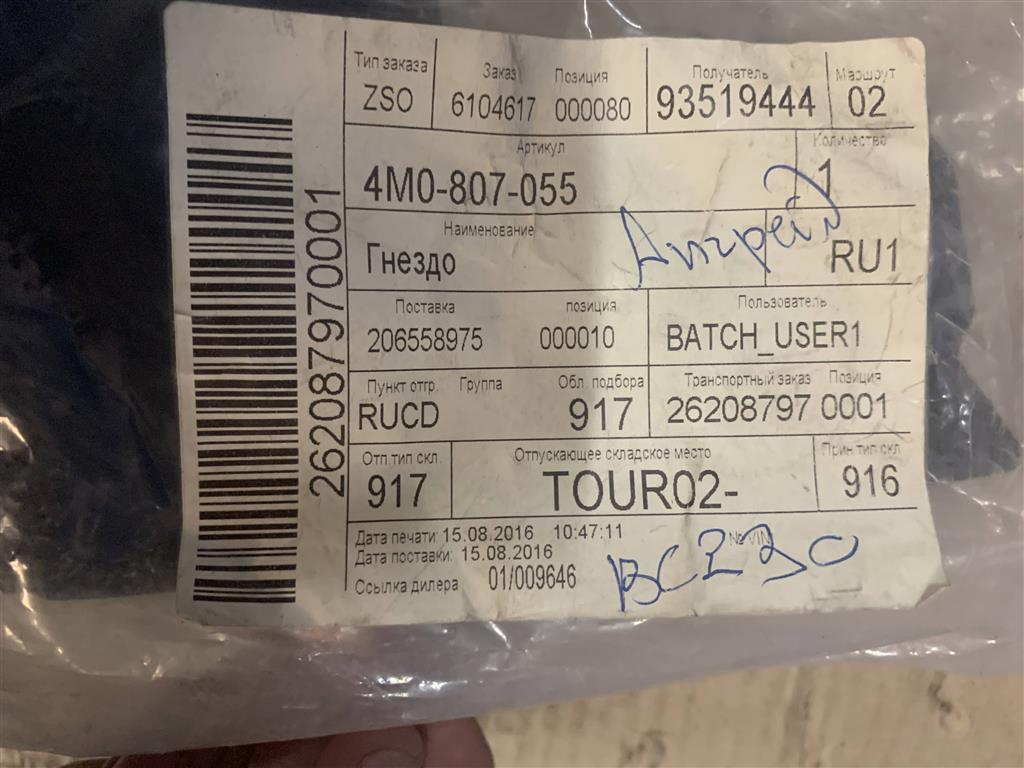 Тип заказа Заказ Позиция Получатель Маршрут
ZSO 6104617 000080 93519444 02
Артикул Количество
4M0-807-055 1
Наименование
Гнездо Апгрейд RU1
Поставка позиция Пользователь
206558975 000010 BATCH_USER1
Пункт отгр. Группа Обл. подбора Транспортный заказ Позиция
RUCD 917 26208797 0001
Отп.тип скл. Отпускающее складское место Прин.тип скл
917 TOUR02- 916
Дата печати: 15.08.2016 10:47:11 № VIN
Дата поставки: 15.08.2016
Ссылка дилера 01/009646
262087970001